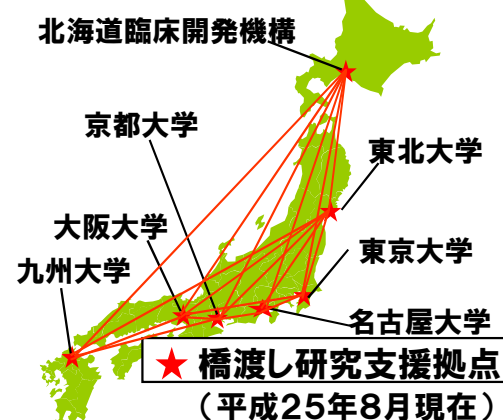 北海道臨床開発機構
京都大学
東北大学
大阪大学
東京大学
九州大学
名古屋大学
★ 橋渡し研究支援拠点
（平成25年8月現在）